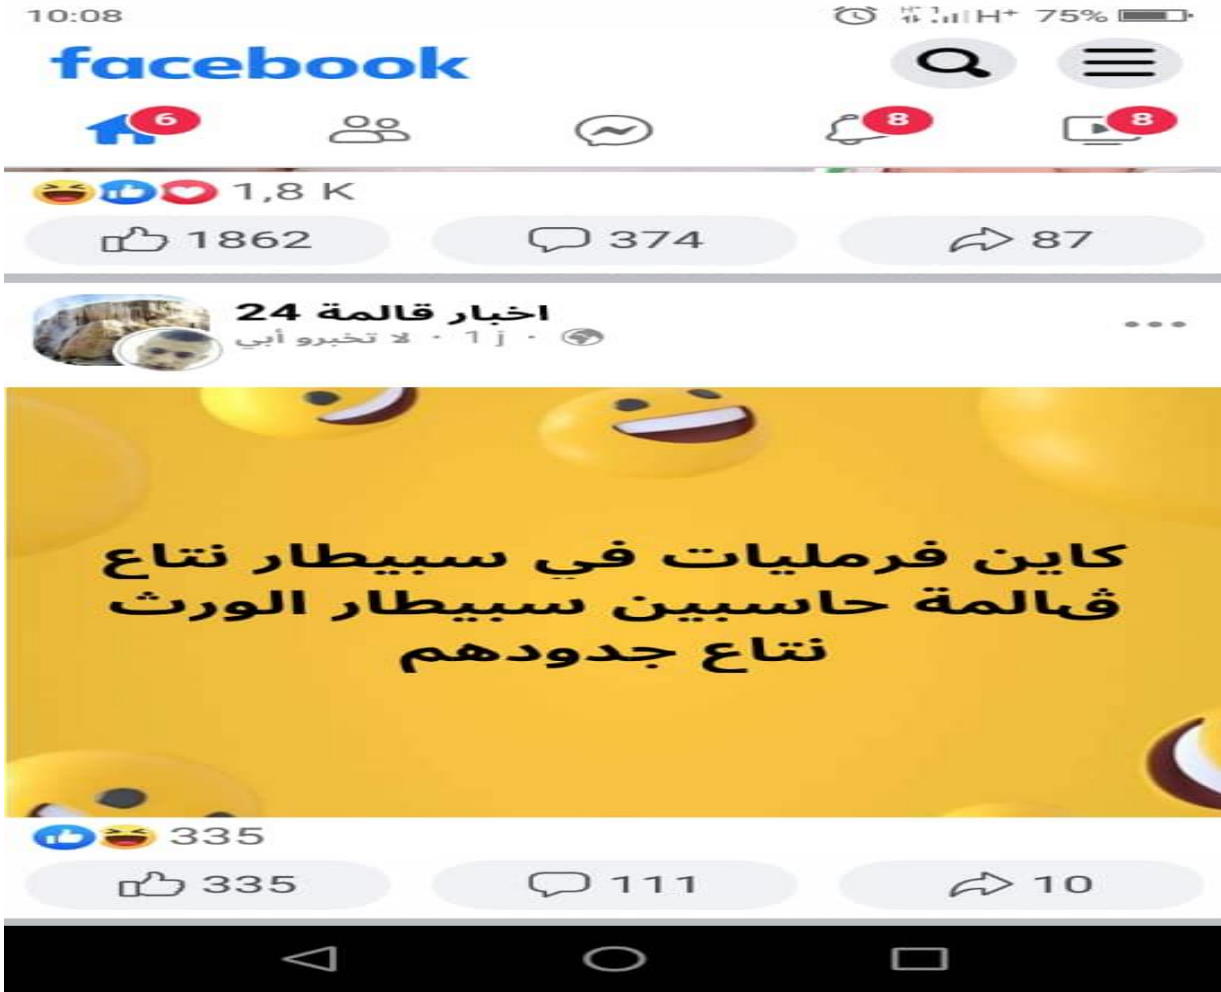 10:08
H+ 75%
facebook
6
8
8
1,8 K
1862
374
87
اخبار قالمة 24
لا تخبرو أبي · 1 j ·
كاين فرمليات في سبيطار نتاع
ڤالمة حاسبين سبيطار الورث
نتاع جدودهم
335
335
111
10